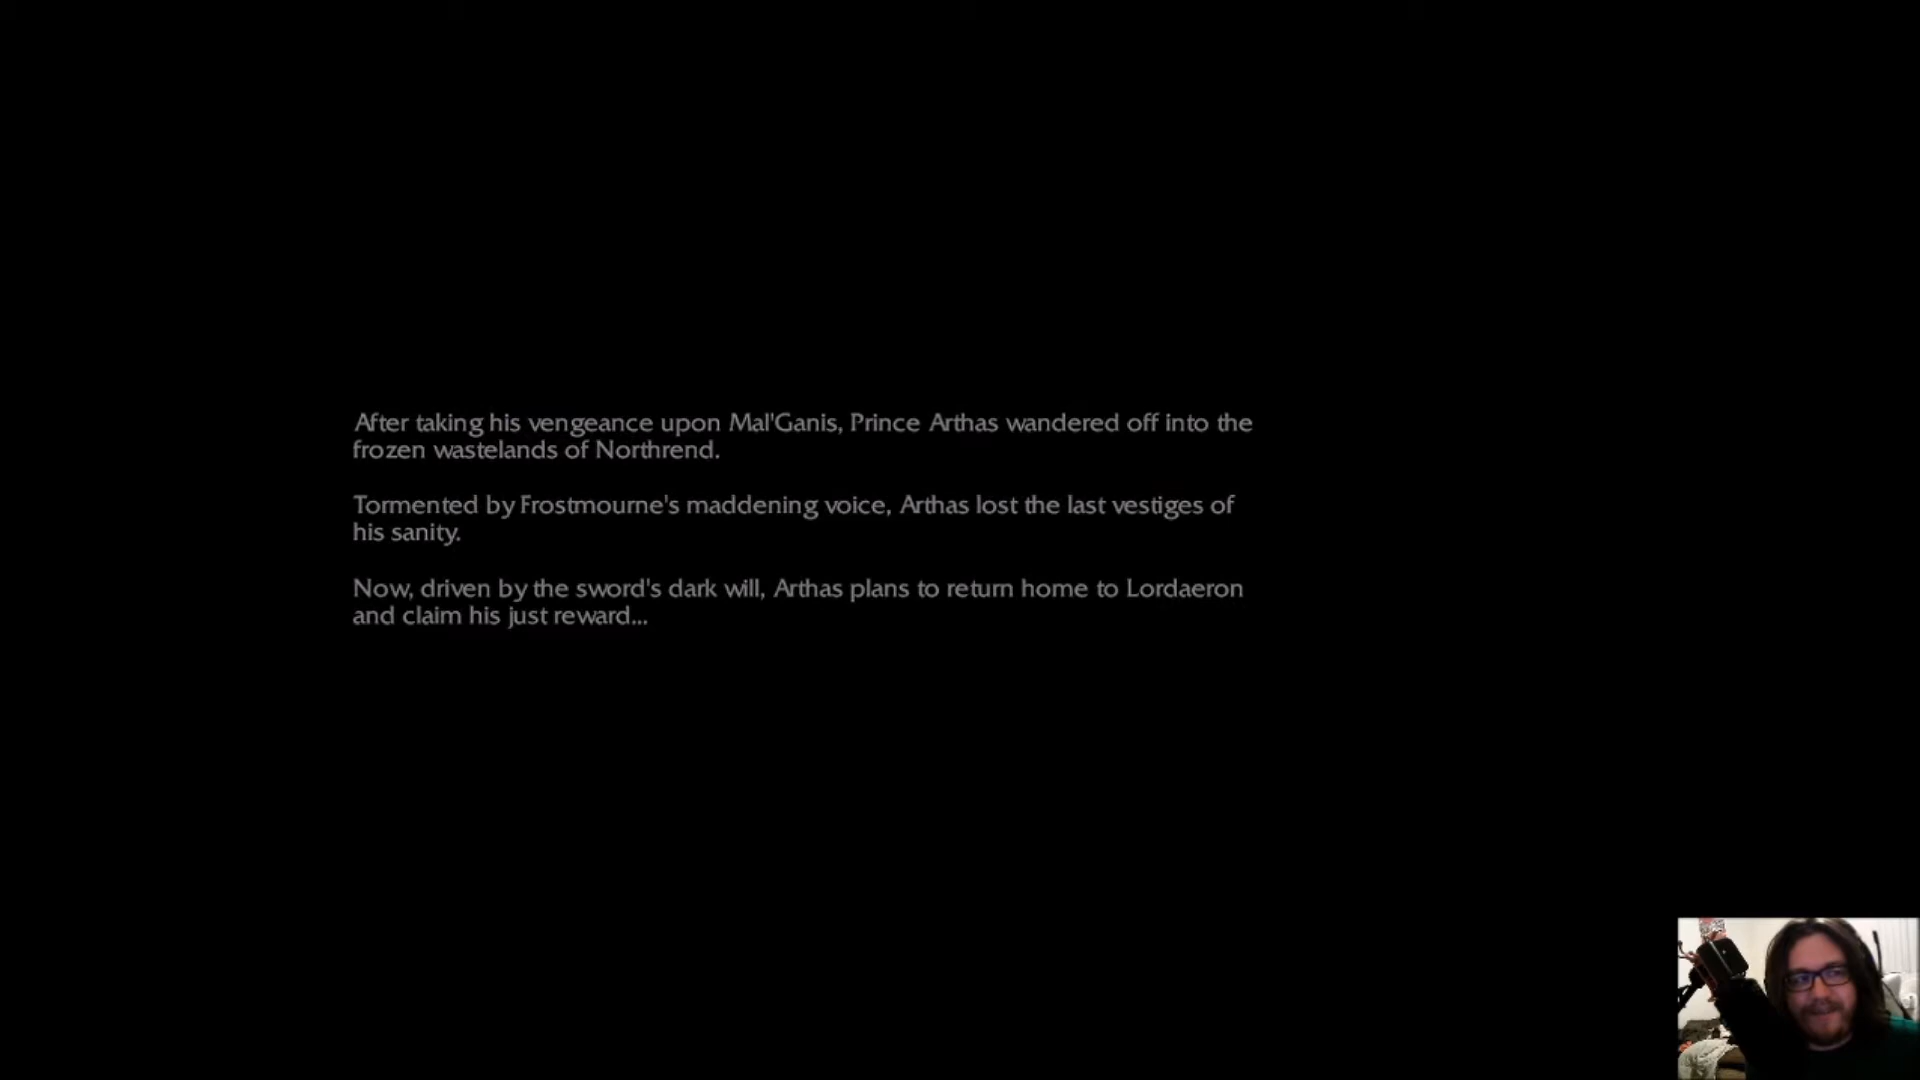 After taking his vengeance upon Mal'Ganis, Prince Arthas wandered off into the
frozen wastelands of Northrend.
Tormented by Frostmourne's maddening voice, Arthas lost the last vestiges of
his sanity.
Now, driven by the sword's dark will, Arthas plans to return home to Lordaeron
and claim his just reward...